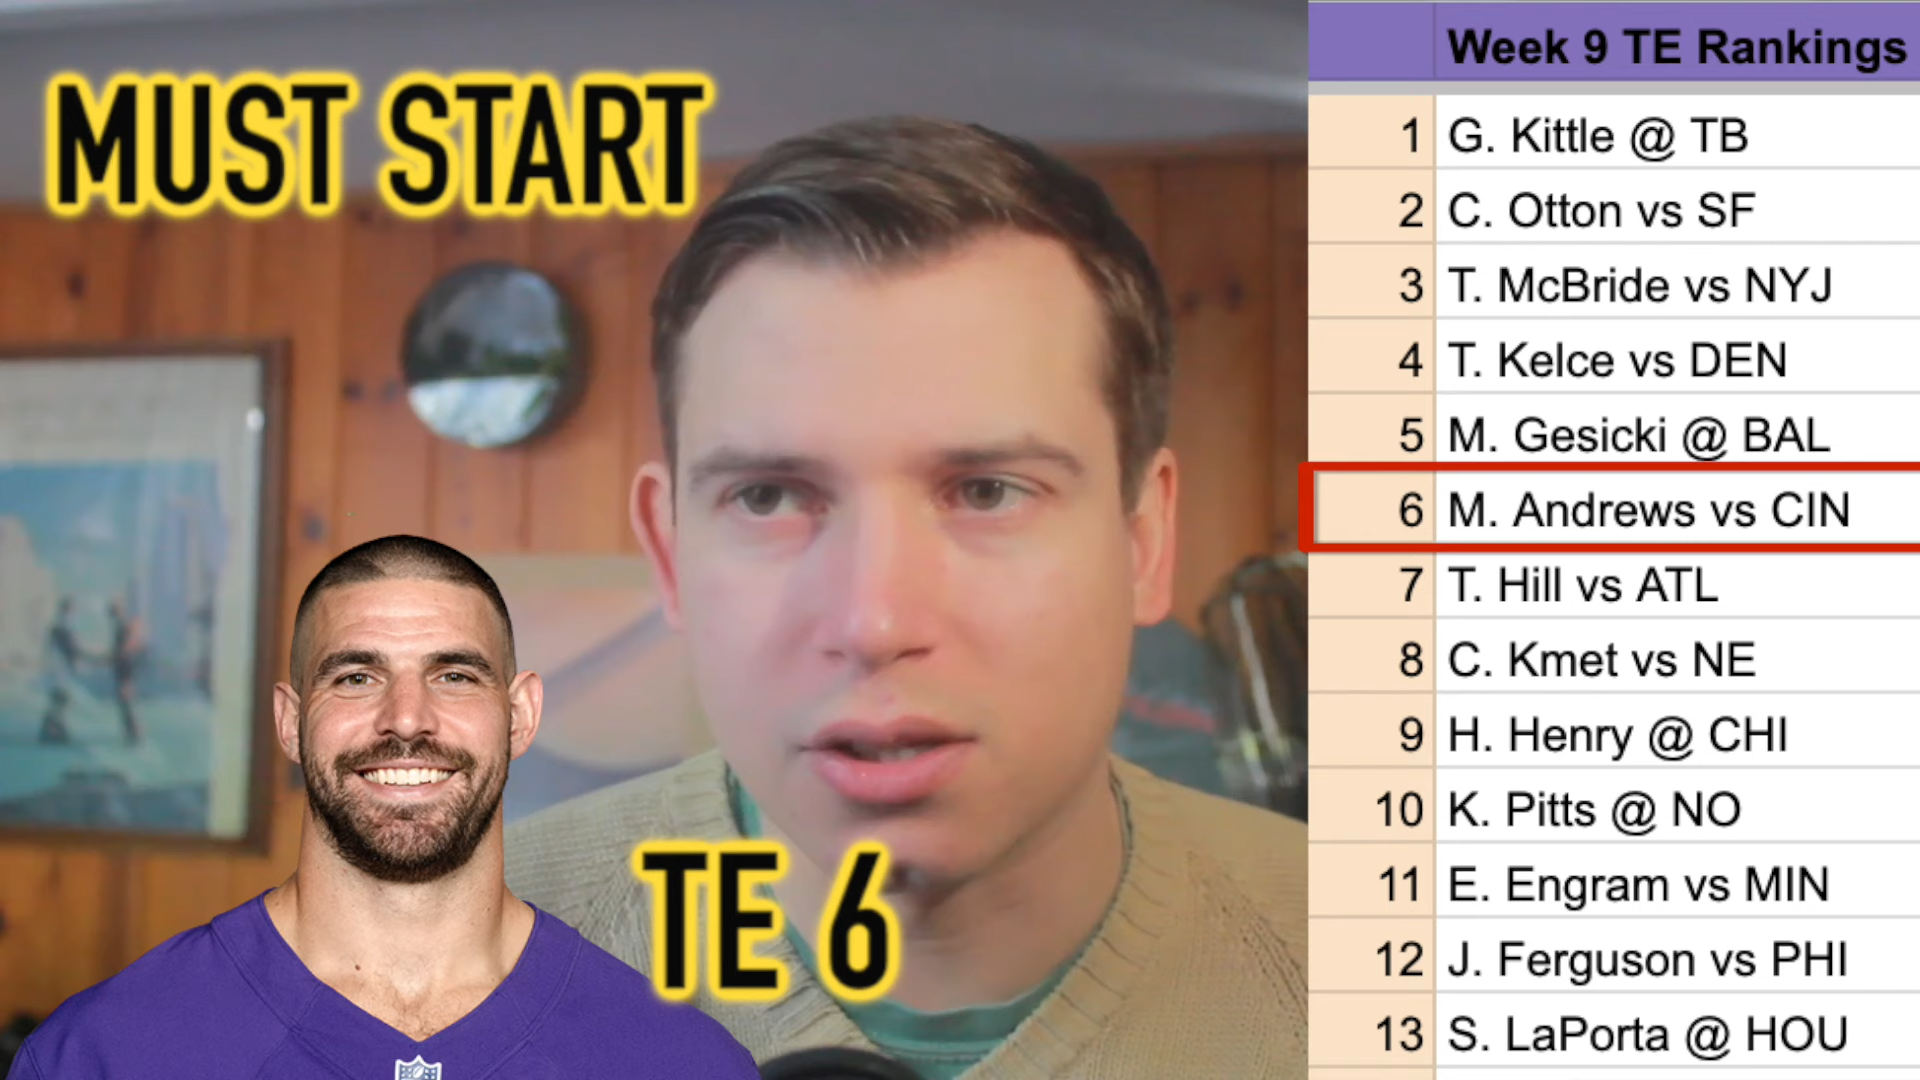 MUST START
TE 6
Week 9 TE Rankings
1 G. Kittle @ TB
2 C. Otton vs SF
3 T. McBride vs NYJ
4 T. Kelce vs DEN
5 M. Gesicki @ BAL
6 M. Andrews vs CIN
7 T. Hill vs ATL
8 C. Kmet vs NE
9 H. Henry @ CHI
10 K. Pitts @ NO
11 E. Engram vs MIN
12 J. Ferguson vs PHI
13 S. LaPorta @ HOU
NFL